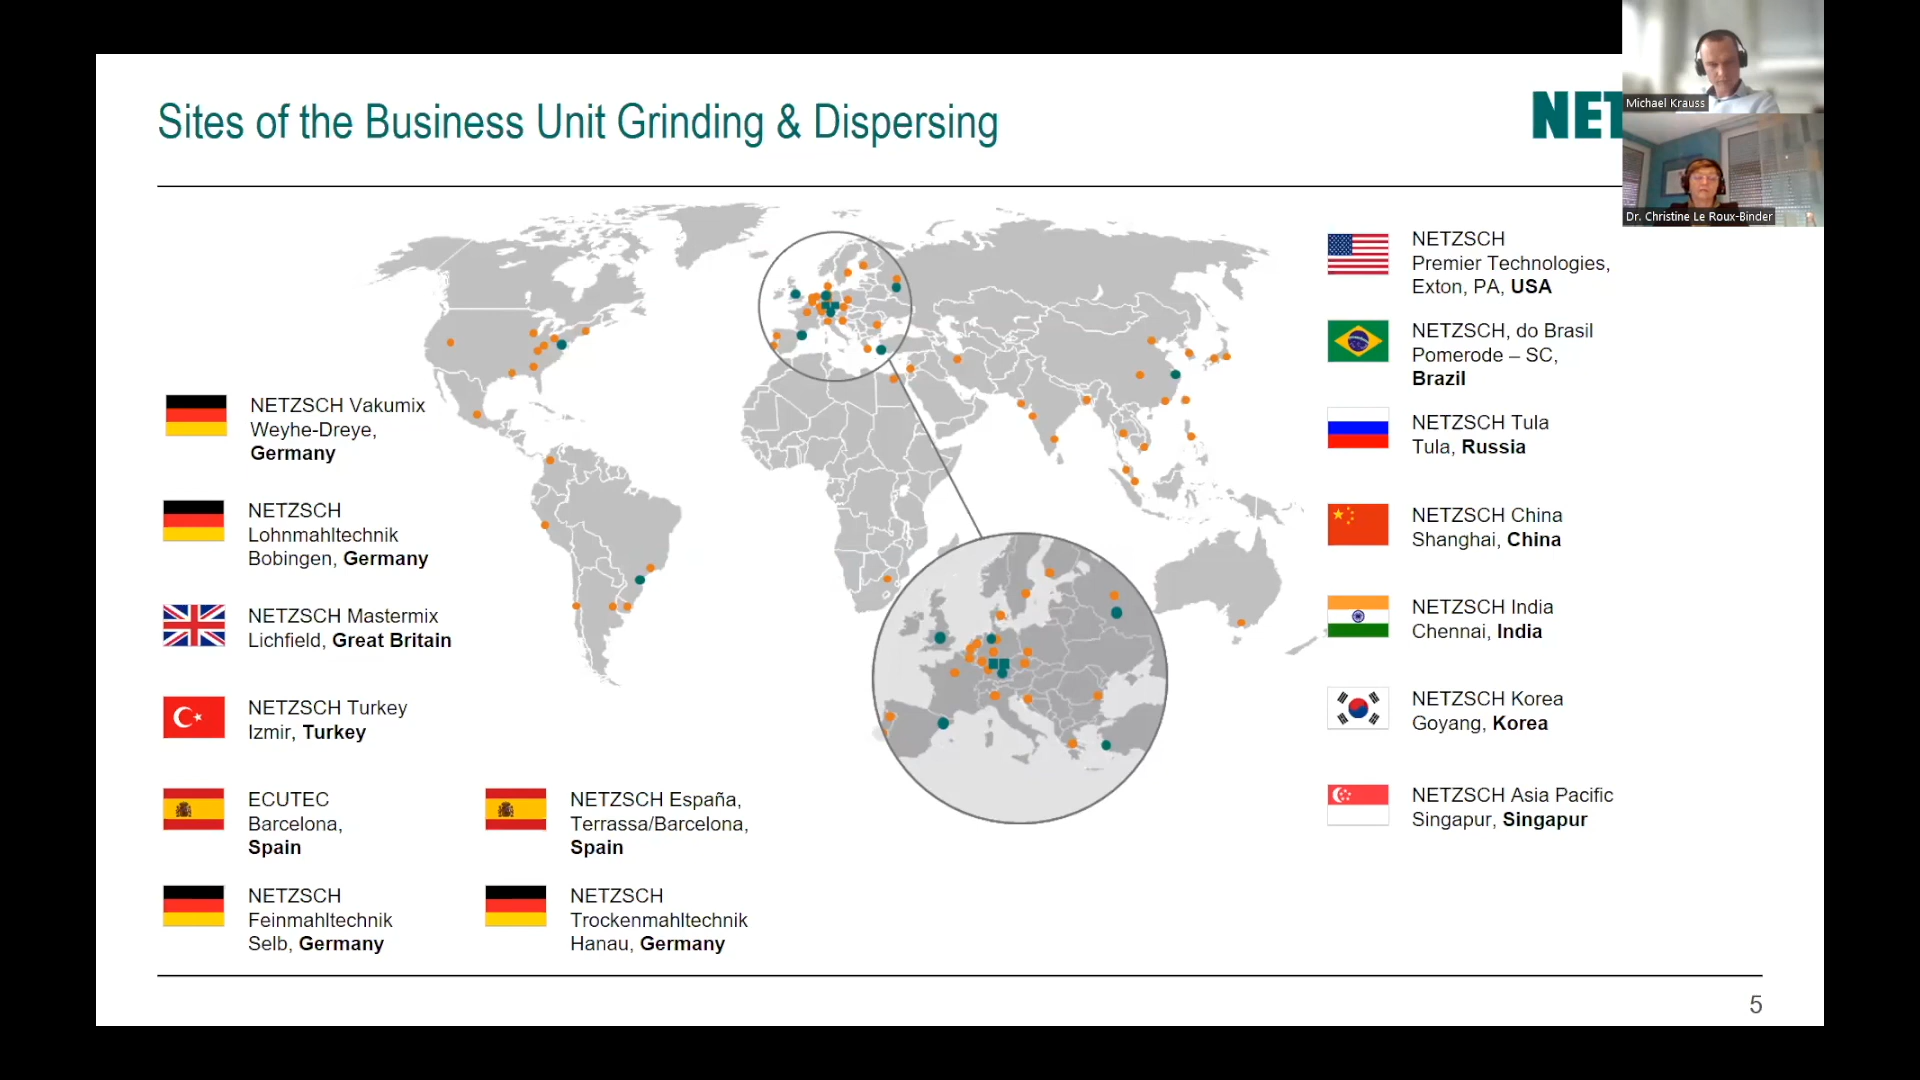 Sites of the Business Unit Grinding & Dispersing
NET
Michael Krauss
Dr. Christine Le Roux-Binder
NETZSCH Vakumix
Weyhe-Dreye,
Germany
NETZSCH
Lohnmahltechnik
Bobingen, Germany
NETZSCH Mastermix
Lichfield, Great Britain
NETZSCH Turkey
Izmir, Turkey
ECUTEC
Barcelona,
Spain
NETZSCH España,
Terrassa/Barcelona,
Spain
NETZSCH
Feinmahltechnik
Selb, Germany
NETZSCH
Trockenmahltechnik
Hanau, Germany
NETZSCH
Premier Technologies,
Exton, PA, USA
NETZSCH, do Brasil
Pomerode – SC,
Brazil
NETZSCH Tula
Tula, Russia
NETZSCH China
Shanghai, China
NETZSCH India
Chennai, India
NETZSCH Korea
Goyang, Korea
NETZSCH Asia Pacific
Singapur, Singapur
5